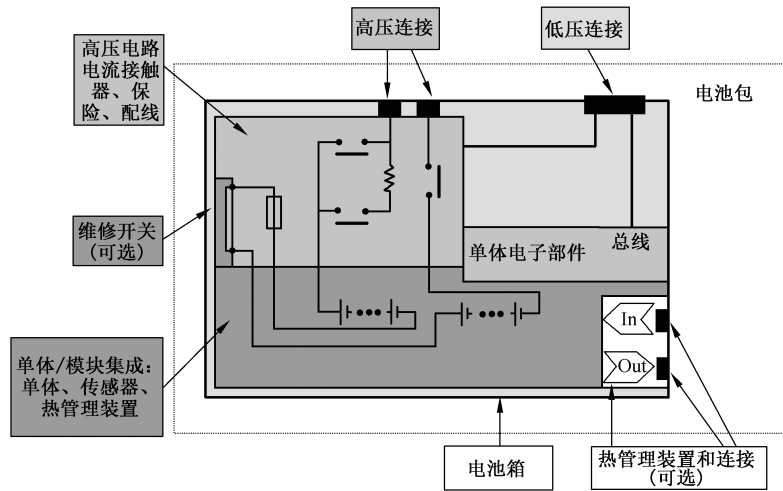 高压连接
低压连接
高压电路
电流接触
器、保
险、配线
电池包
维修开关
(可选)
单体电子部件
总线
In
单体/模块集成：
单体、传感器、
热管理装置
Out
电池箱
热管理装置和连接
(可选)